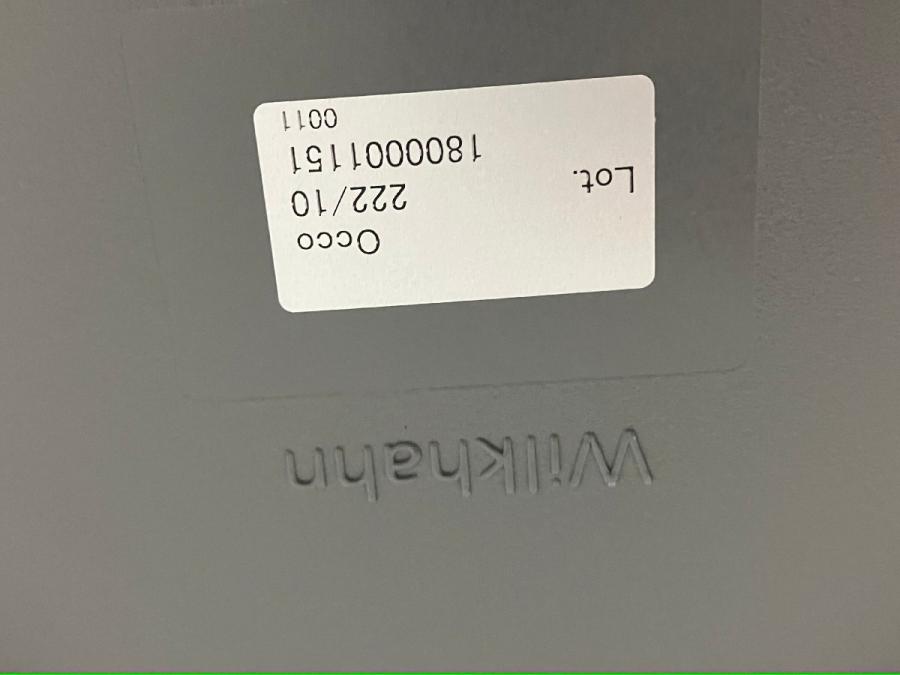 Wilkhahn
Occo
222/10
Lot. 1800001151
0011